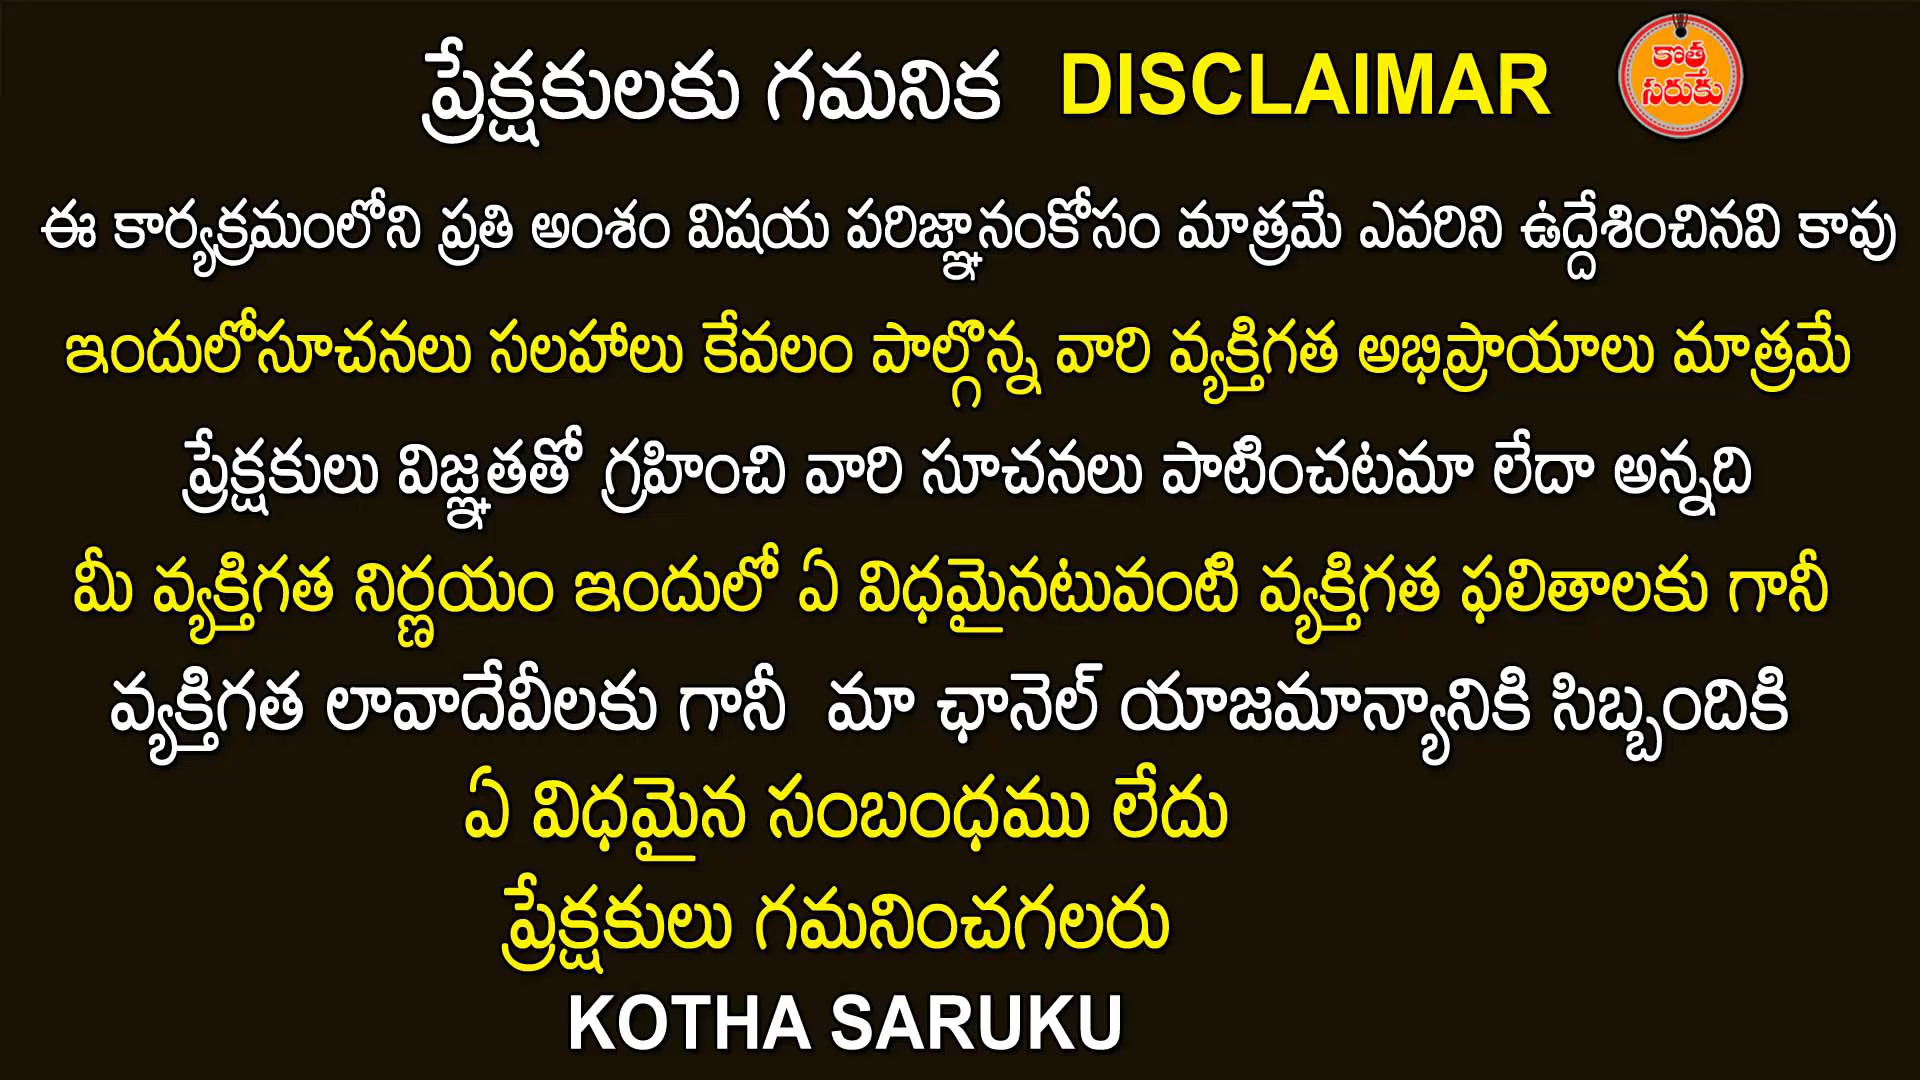 ప్రేక్షకులకు గమనిక DISCLAIMAR
కొత్త
సరుకు
ఈ కార్యక్రమంలోని ప్రతి అంశం విషయ పరిజ్ఞానంకోసం మాత్రమే ఎవరిని ఉద్దేశించినవి కావు
ఇందులోసూచనలు సలహాలు కేవలం పాల్గొన్న వారి వ్యక్తిగత అభిప్రాయాలు మాత్రమే
ప్రేక్షకులు విజ్ఞతతో గ్రహించి వారి సూచనలు పాటించటమా లేదా అన్నది
మీ వ్యక్తిగత నిర్ణయం ఇందులో ఏ విధమైనటువంటి వ్యక్తిగత ఫలితాలకు గానీ
వ్యక్తిగత లావాదేవీలకు గానీ మా ఛానెల్ యాజమాన్యానికి సిబ్బందికి
ఏ విధమైన సంబంధము లేదు
ప్రేక్షకులు గమనించగలరు
KOTHA SARUKU